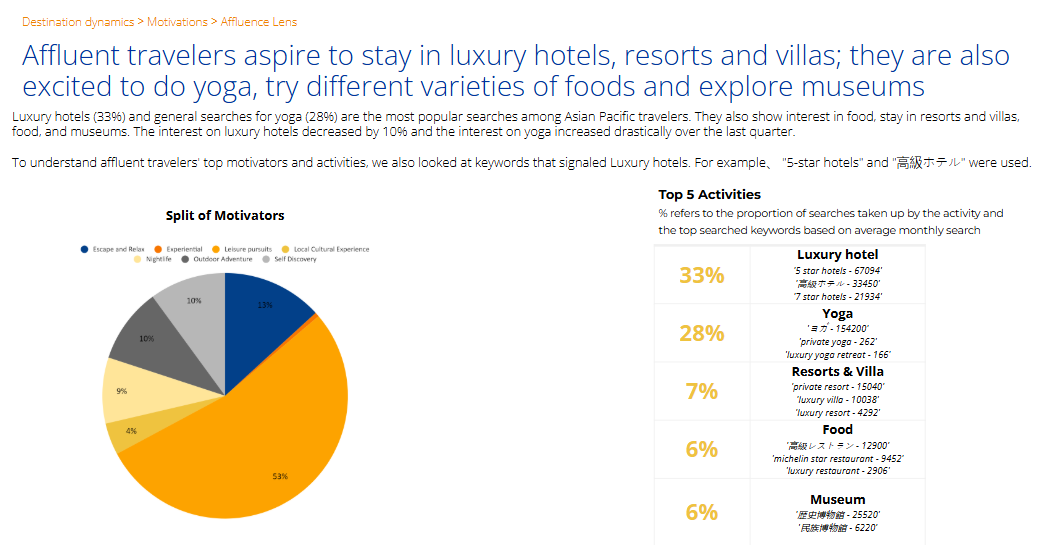 Destination dynamics > Motivations > Affluence Lens
Affluent travelers aspire to stay in luxury hotels, resorts and villas; they are also
excited to do yoga, try different varieties of foods and explore museums
Luxury hotels (33%) and general searches for yoga (28%) are the most popular searches among Asian Pacific travelers. They also show interest in food, stay in resorts and villas,
food, and museums. The interest on luxury hotels decreased by 10% and the interest on yoga increased drastically over the last quarter.
To understand affluent travelers' top motivators and activities, we also looked at keywords that signaled Luxury hotels. For example、 "5-star hotels" and "高級ホテル" were used.
Split of Motivators
Escape and Relax Experiential Leisure pursuits Local Cultural Experience
Nightlife Outdoor Adventure Self Discovery
10%
13%
10%
9%
4%
53%
Top 5 Activities
% refers to the proportion of searches taken up by the activity and
the top searched keywords based on average monthly search
33%
Luxury hotel
'5 star hotels - 67094'
'高級ホテル - 33450'
'7 star hotels - 21934'
28%
Yoga
'ヨガ - 154200'
'private yoga - 262'
'luxury yoga retreat - 166'
7%
Resorts & Villa
'private resort - 15040'
'luxury villa - 10038'
'luxury resort - 4292'
6%
Food
'高級レストラン - 12900'
'michelin star restaurant - 9452'
'luxury restaurant - 2906'
6%
Museum
'歴史博物館 - 25520'
'民族博物館 - 6220'